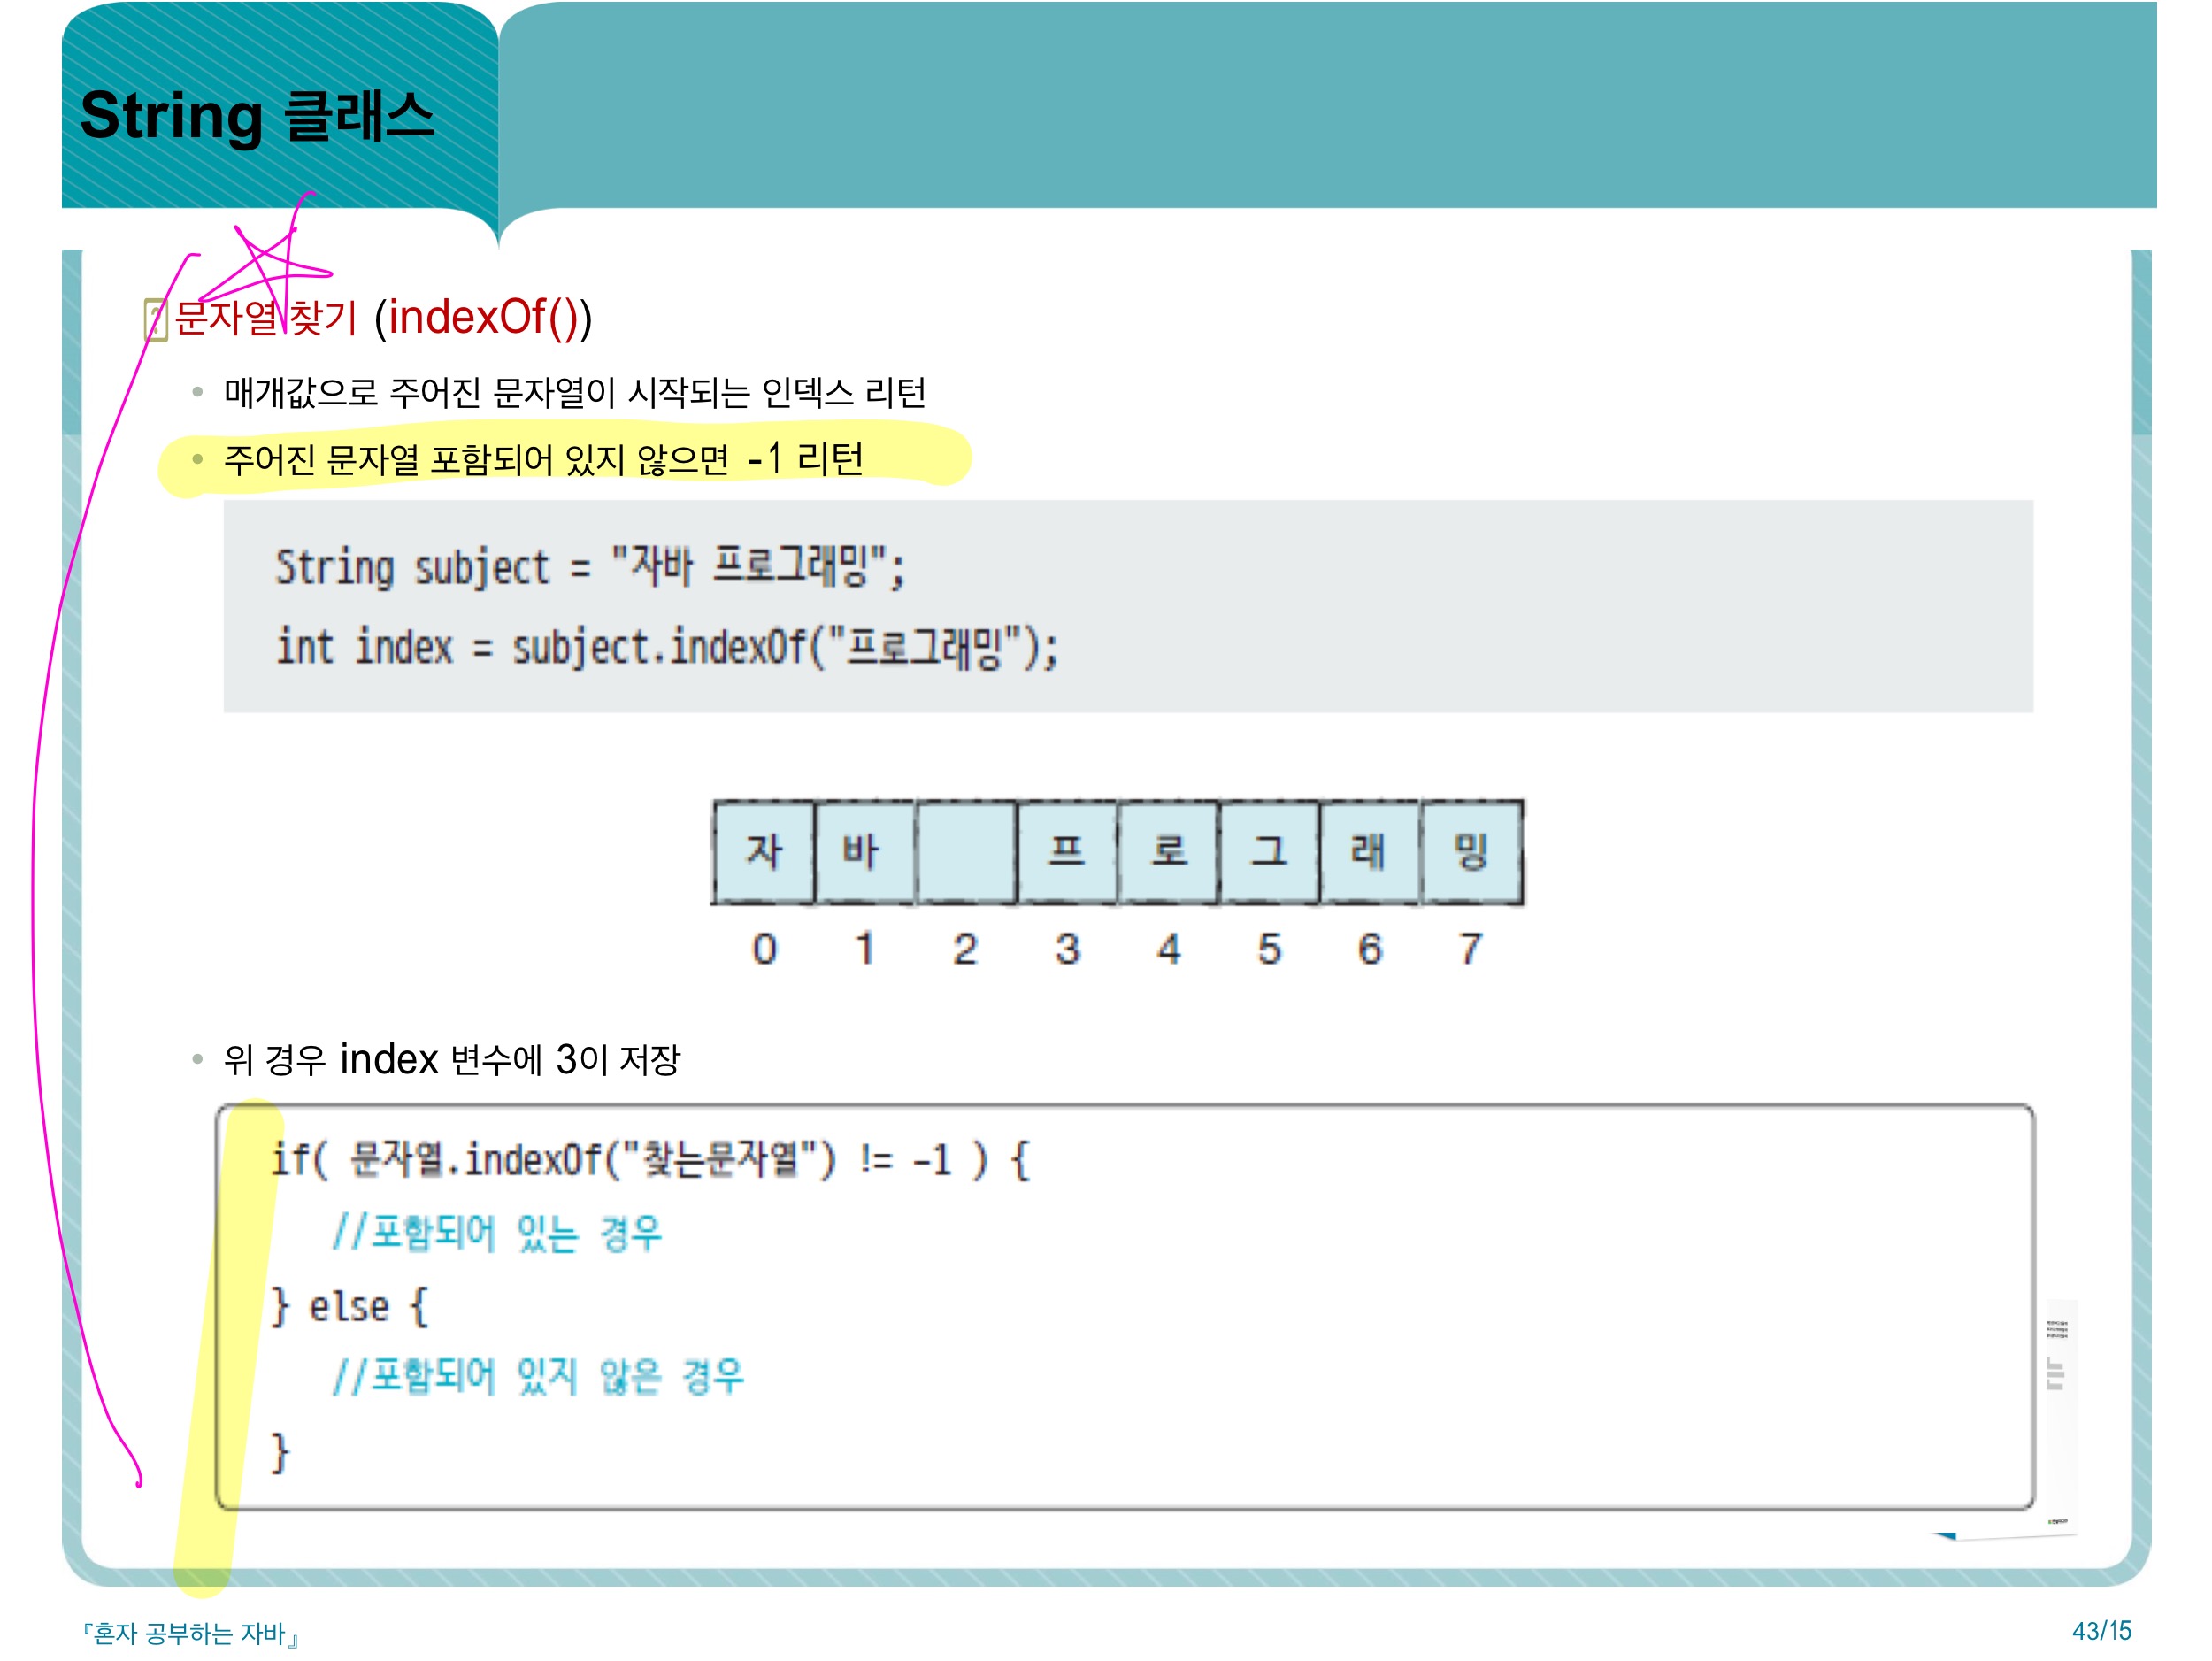 String 클래스
문자열 찾기 (indexOf())
• 매개값으로 주어진 문자열이 시작되는 인덱스 리턴
• 주어진 문자열 포함되어 있지 않으면 -1 리턴
String subject = "자바 프로그래밍";
int index = subject.indexOf("프로그래밍");
자 바 프 로 그 래 밍
0 1 2 3 4 5 6 7
• 위 경우 index 변수에 3이 저장
if( 문자열.indexOf("찾는문자열") != -1 ) {
//포함되어 있는 경우
} else {
//포함되어 있지 않은 경우
}
『혼자 공부하는 자바』
43/15